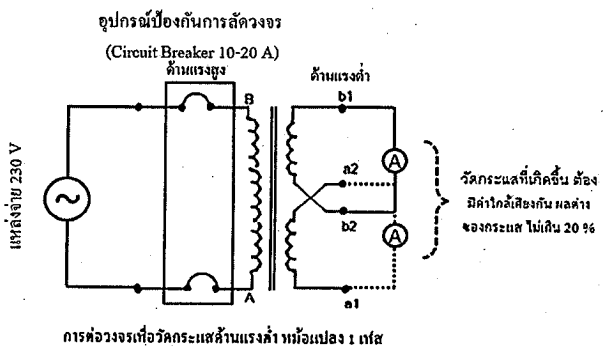 อุปกรณ์ป้องกันการลัดวงจร
(Circuit Breaker 10-20 A)
ด้านแรงสูง
ด้านแรงต่ำ
B
b1
A
a2
แหล่งจ่าย 230 V
วัดกระแสที่เกิดขึ้น ต้อง
มีค่าใกล้เคียงกัน ผลต่าง
ของกระแส ไม่เกิน 20 %
b2
A
A
a1
การต่อวงจรเพื่อวัดกระแสด้านแรงต่ำ หม้อแปลง 1 เฟส